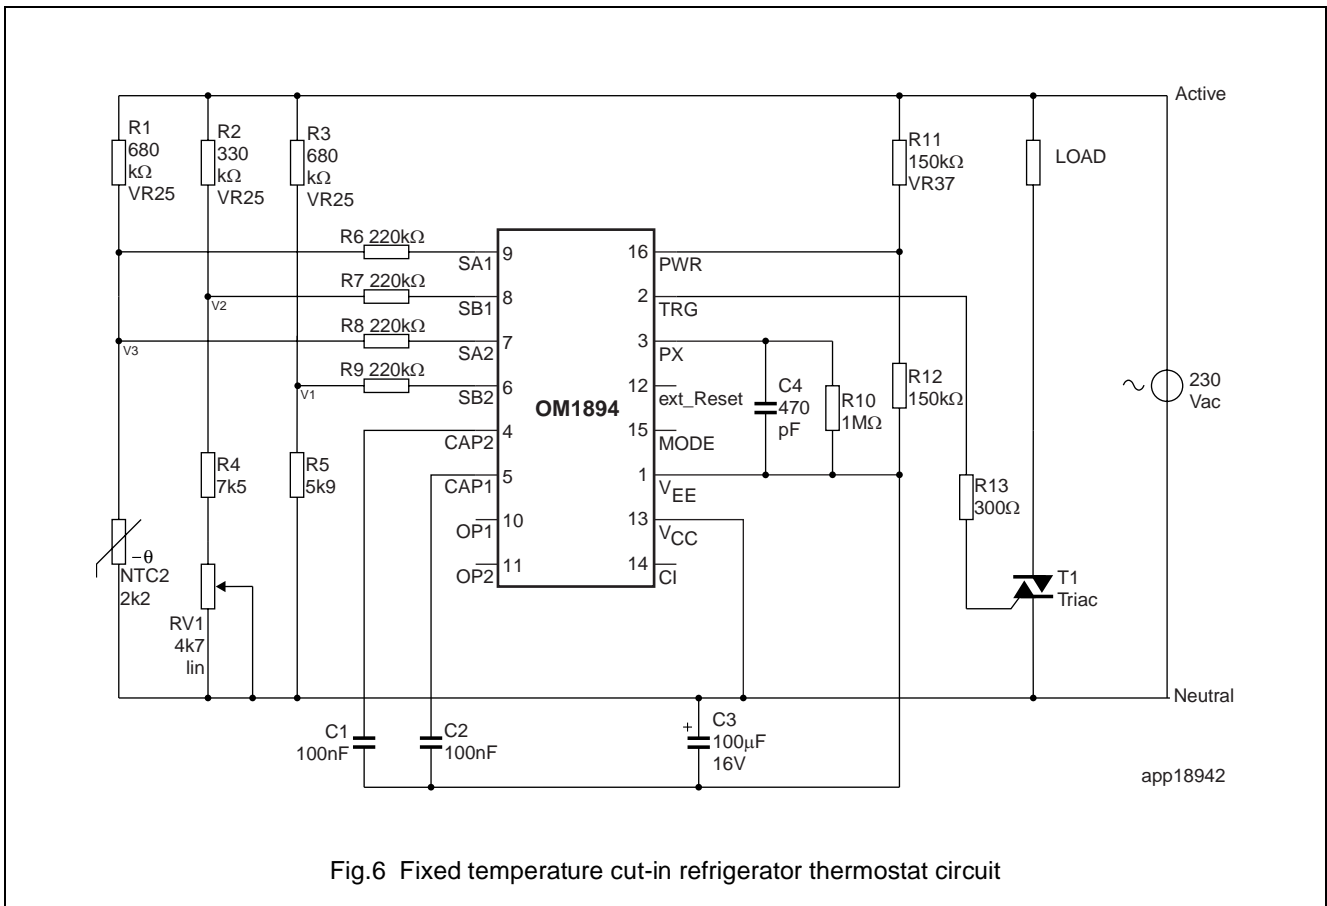 Active
R1
680
kΩ
VR25
R2
330
kΩ
VR25
R3
680
kΩ
VR25
R11
150kΩ
VR37
LOAD
R6 220kΩ
SA1
9
16
PWR
R7 220kΩ
V2
SB1
8
2
TRG
R8 220kΩ
V3
SA2
7
3
PX
R9 220kΩ
V1
SB2
6
12
ext_Reset
OM1894
C4
470
pF
R10
1MΩ
R12
150kΩ
230
Vac
CAP2
4
15
MODE
R4
7k5
R5
5k9
CAP1
5
1
VEE
R13
300Ω
OP1
10
13
VCC
OP2
11
14
CI
−θ
NTC2
2k2
RV1
4k7
lin
T1
Triac
Neutral
C1
100nF
C2
100nF
+
C3
100μF
16V
app18942
Fig.6 Fixed temperature cut-in refrigerator thermostat circuit